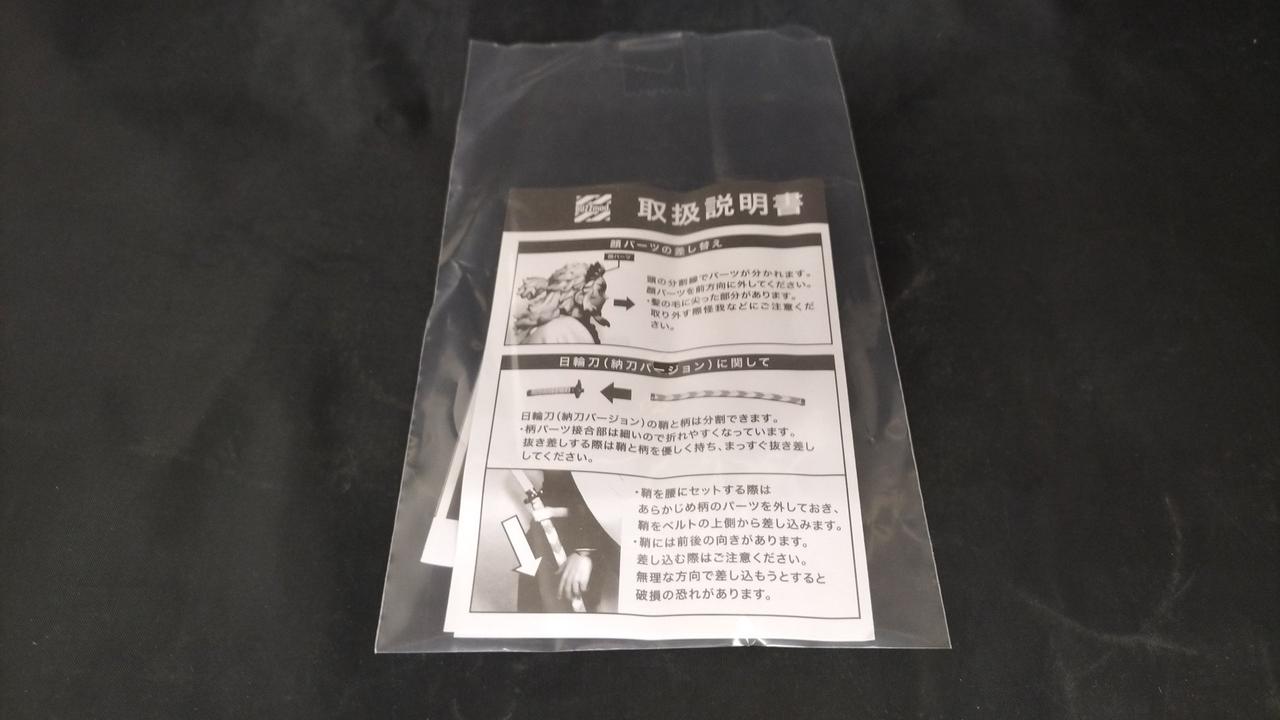 BUZZmod.
取扱説明書
顔パーツの差し替え
顔パーツ
頭の分割線でパーツが分かれます。
顔パーツを前方向に外してください。
・髪の毛に尖った部分があります。
取り外す際怪我などにご注意くだ
さい。
日輪刀(納刀バージョン)に関して
日輪刀(納刀バージョン)の鞘と柄は分割できます。
・柄パーツ接合部は細いので折れやすくなっています。
抜き差しする際は鞘と柄を優しく持ち、まっすぐ抜き差し
してください。
・鞘を腰にセットする際は
あらかじめ柄のパーツを外しておき、
鞘をベルトの上側から差し込みます。
・鞘には前後の向きがあります。
差し込む際はご注意ください。
無理な方向で差し込もうとすると
破損の恐れがあります。